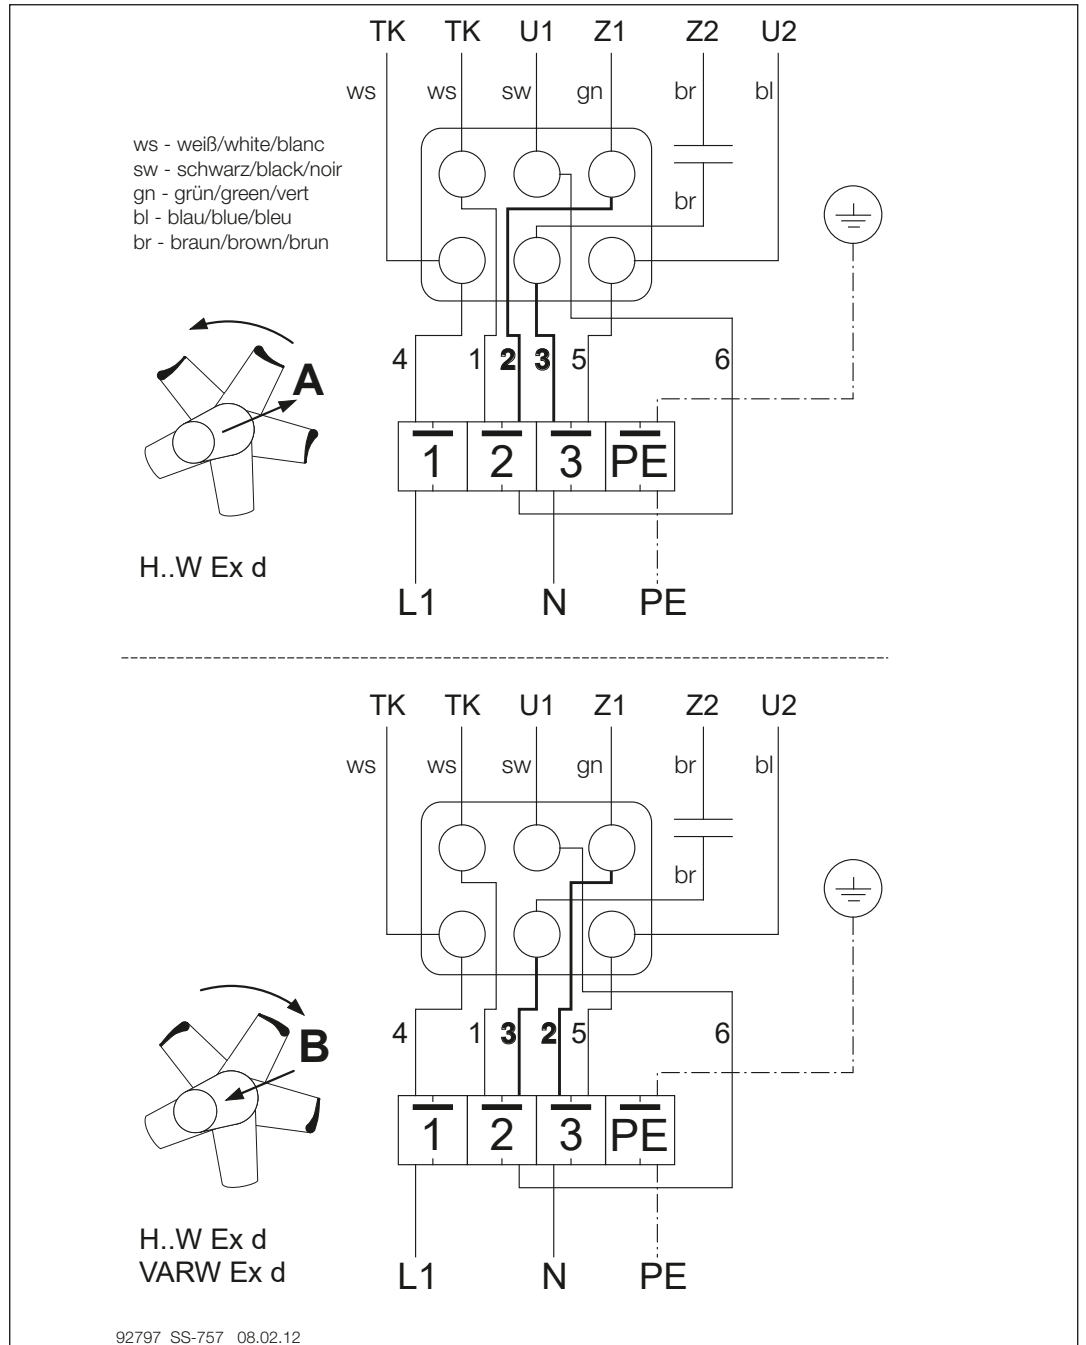 TK TK U1 Z1 Z2 U2
ws ws sw gn br bl
ws - weiß/white/blanc
sw - schwarz/black/noir
gn - grün/green/vert
bl - blau/blue/bleu
br - braun/brown/brun
br
4 1 2 3 5 6
A
1 2 3 PE
H..W Ex d
L1 N PE
TK TK U1 Z1 Z2 U2
ws ws sw gn br bl
br
4 1 3 2 5 6
B
1 2 3 PE
H..W Ex d
VARW Ex d
L1 N PE
92797 SS-757 08.02.12